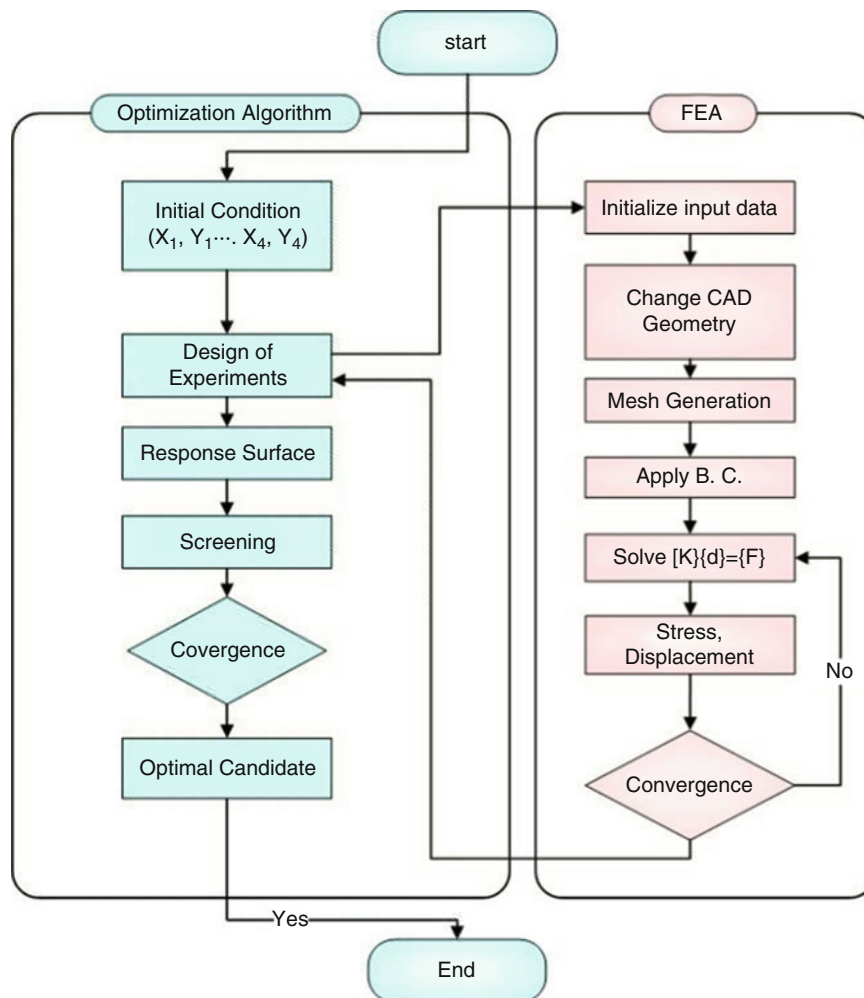 start
Optimization Algorithm
Initial Condition
(X₁, Y₁···. X₄, Y₄)
Design of
Experiments
Response Surface
Screening
Covergence
Optimal Candidate
Yes
End
FEA
Initialize input data
Change CAD
Geometry
Mesh Generation
Apply B. C.
Solve [K]{d}={F}
Stress,
Displacement
No
Convergence